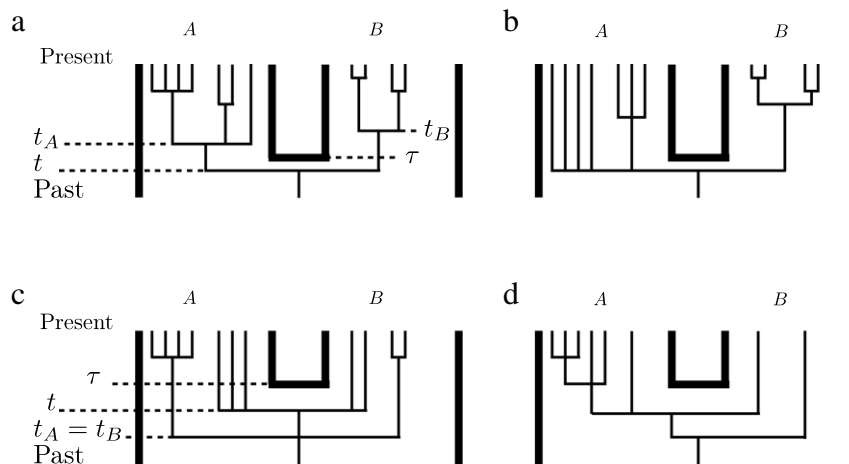 a
A
B
b
A
B
Present
t_A
t_B
t
τ
Past
c
A
B
d
A
B
Present
τ
t
t_A = t_B
Past